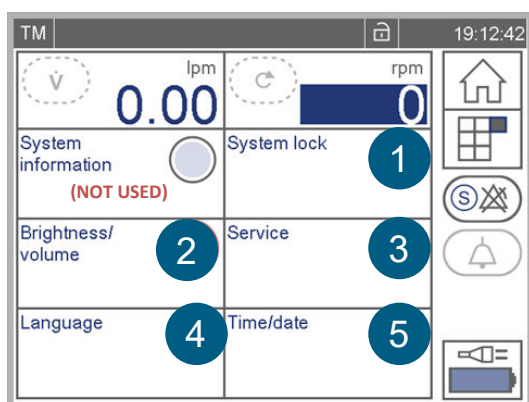 TM 19:12:42
V̇ lpm rpm
0.00 0
System
information
(NOT USED)
System lock
1
S
Brightness/
volume
2
Service
3
Language
4
Time/date
5